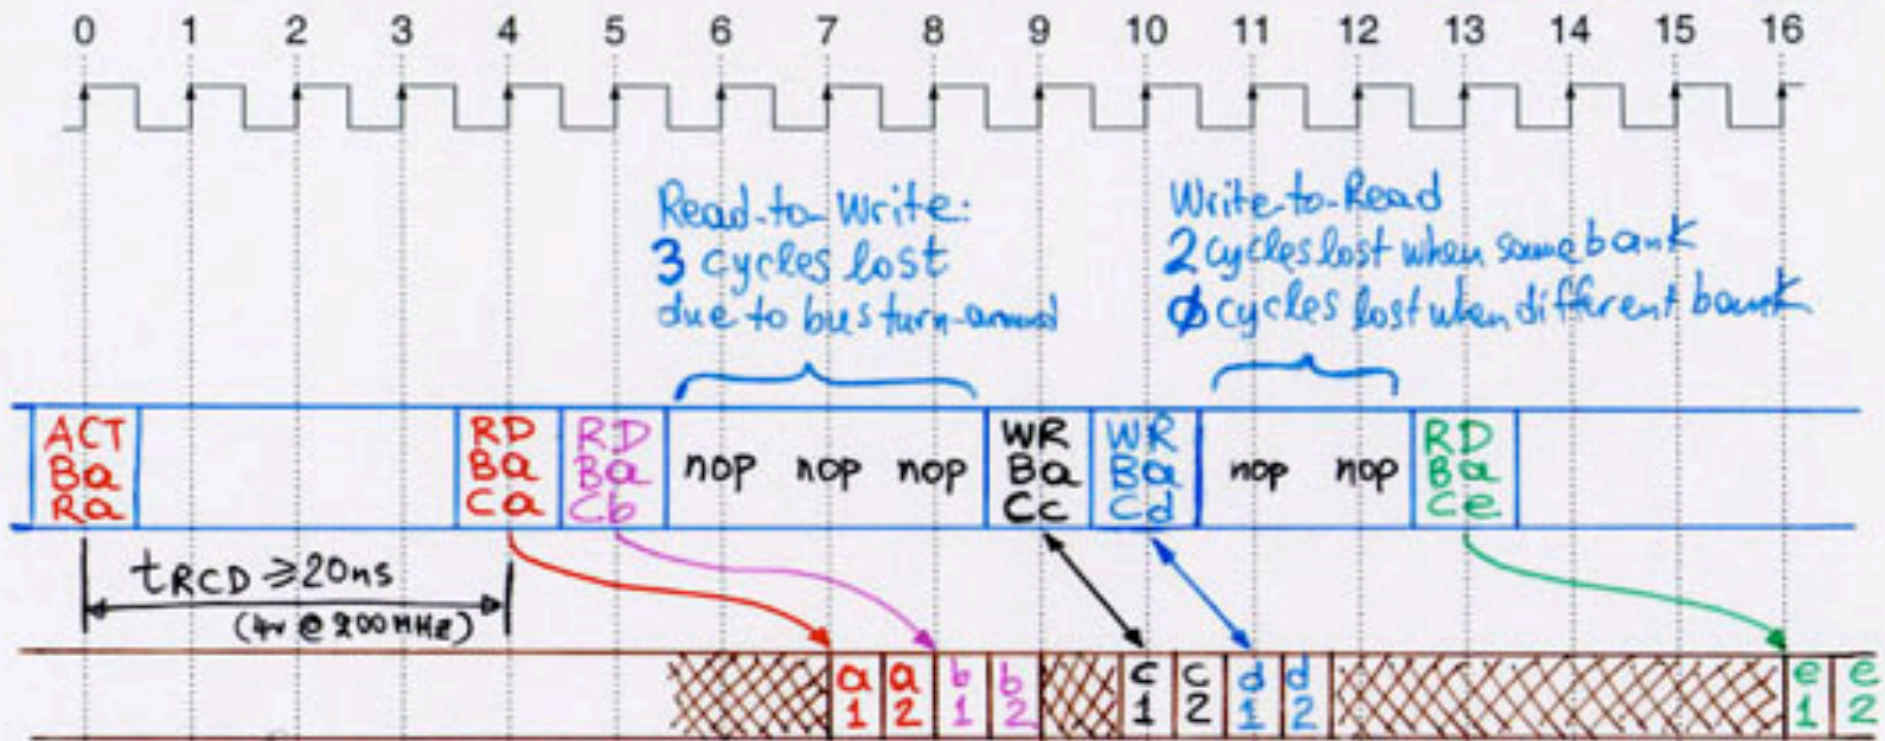 0 1 2 3 4 5 6 7 8 9 10 11 12 13 14 15 16
Read-to-Write:
3 cycles lost
due to bus turn-around
Write-to-Read
2 cycles lost when same bank
0 cycles lost when different bank
ACT
Ba
Ra
RD
Ba
Ca
RD
Ba
Cb
nop nop nop
WR
Ba
Cc
WR
Ba
Cd
nop nop
RD
Ba
Ce
tRCD ≥20ns
(4~ @ 200MHz)
a a b b c c d d e e
1 2 1 2 1 2 1 2 1 2